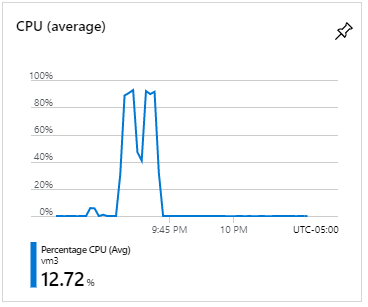 CPU (average)
100%
80%
60%
40%
20%
0%
9:45 PM
10 PM
UTC-05:00
Percentage CPU (Avg)
vm3
12.72 %